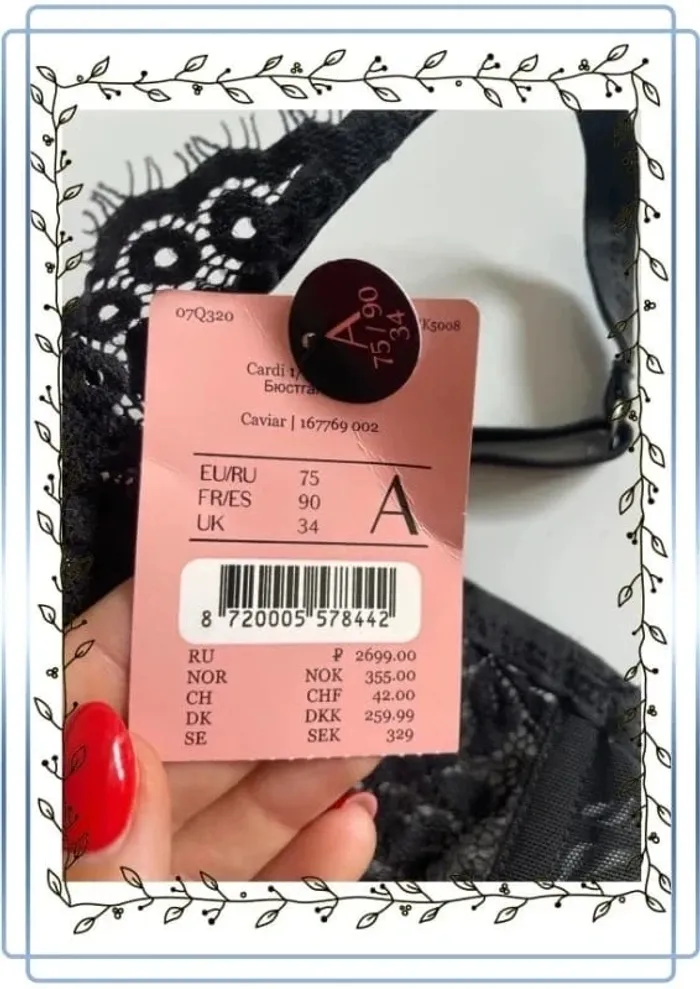 07Q320
K5008
A
75 / 90
34
Cardi
Caviar | 167769 002
EU/RU 75
FR/ES 90
UK 34
A
8 720005 578442
RU ₽ 2699.00
NOR NOK 355.00
CH CHF 42.00
DK DKK 259.99
SE SEK 329